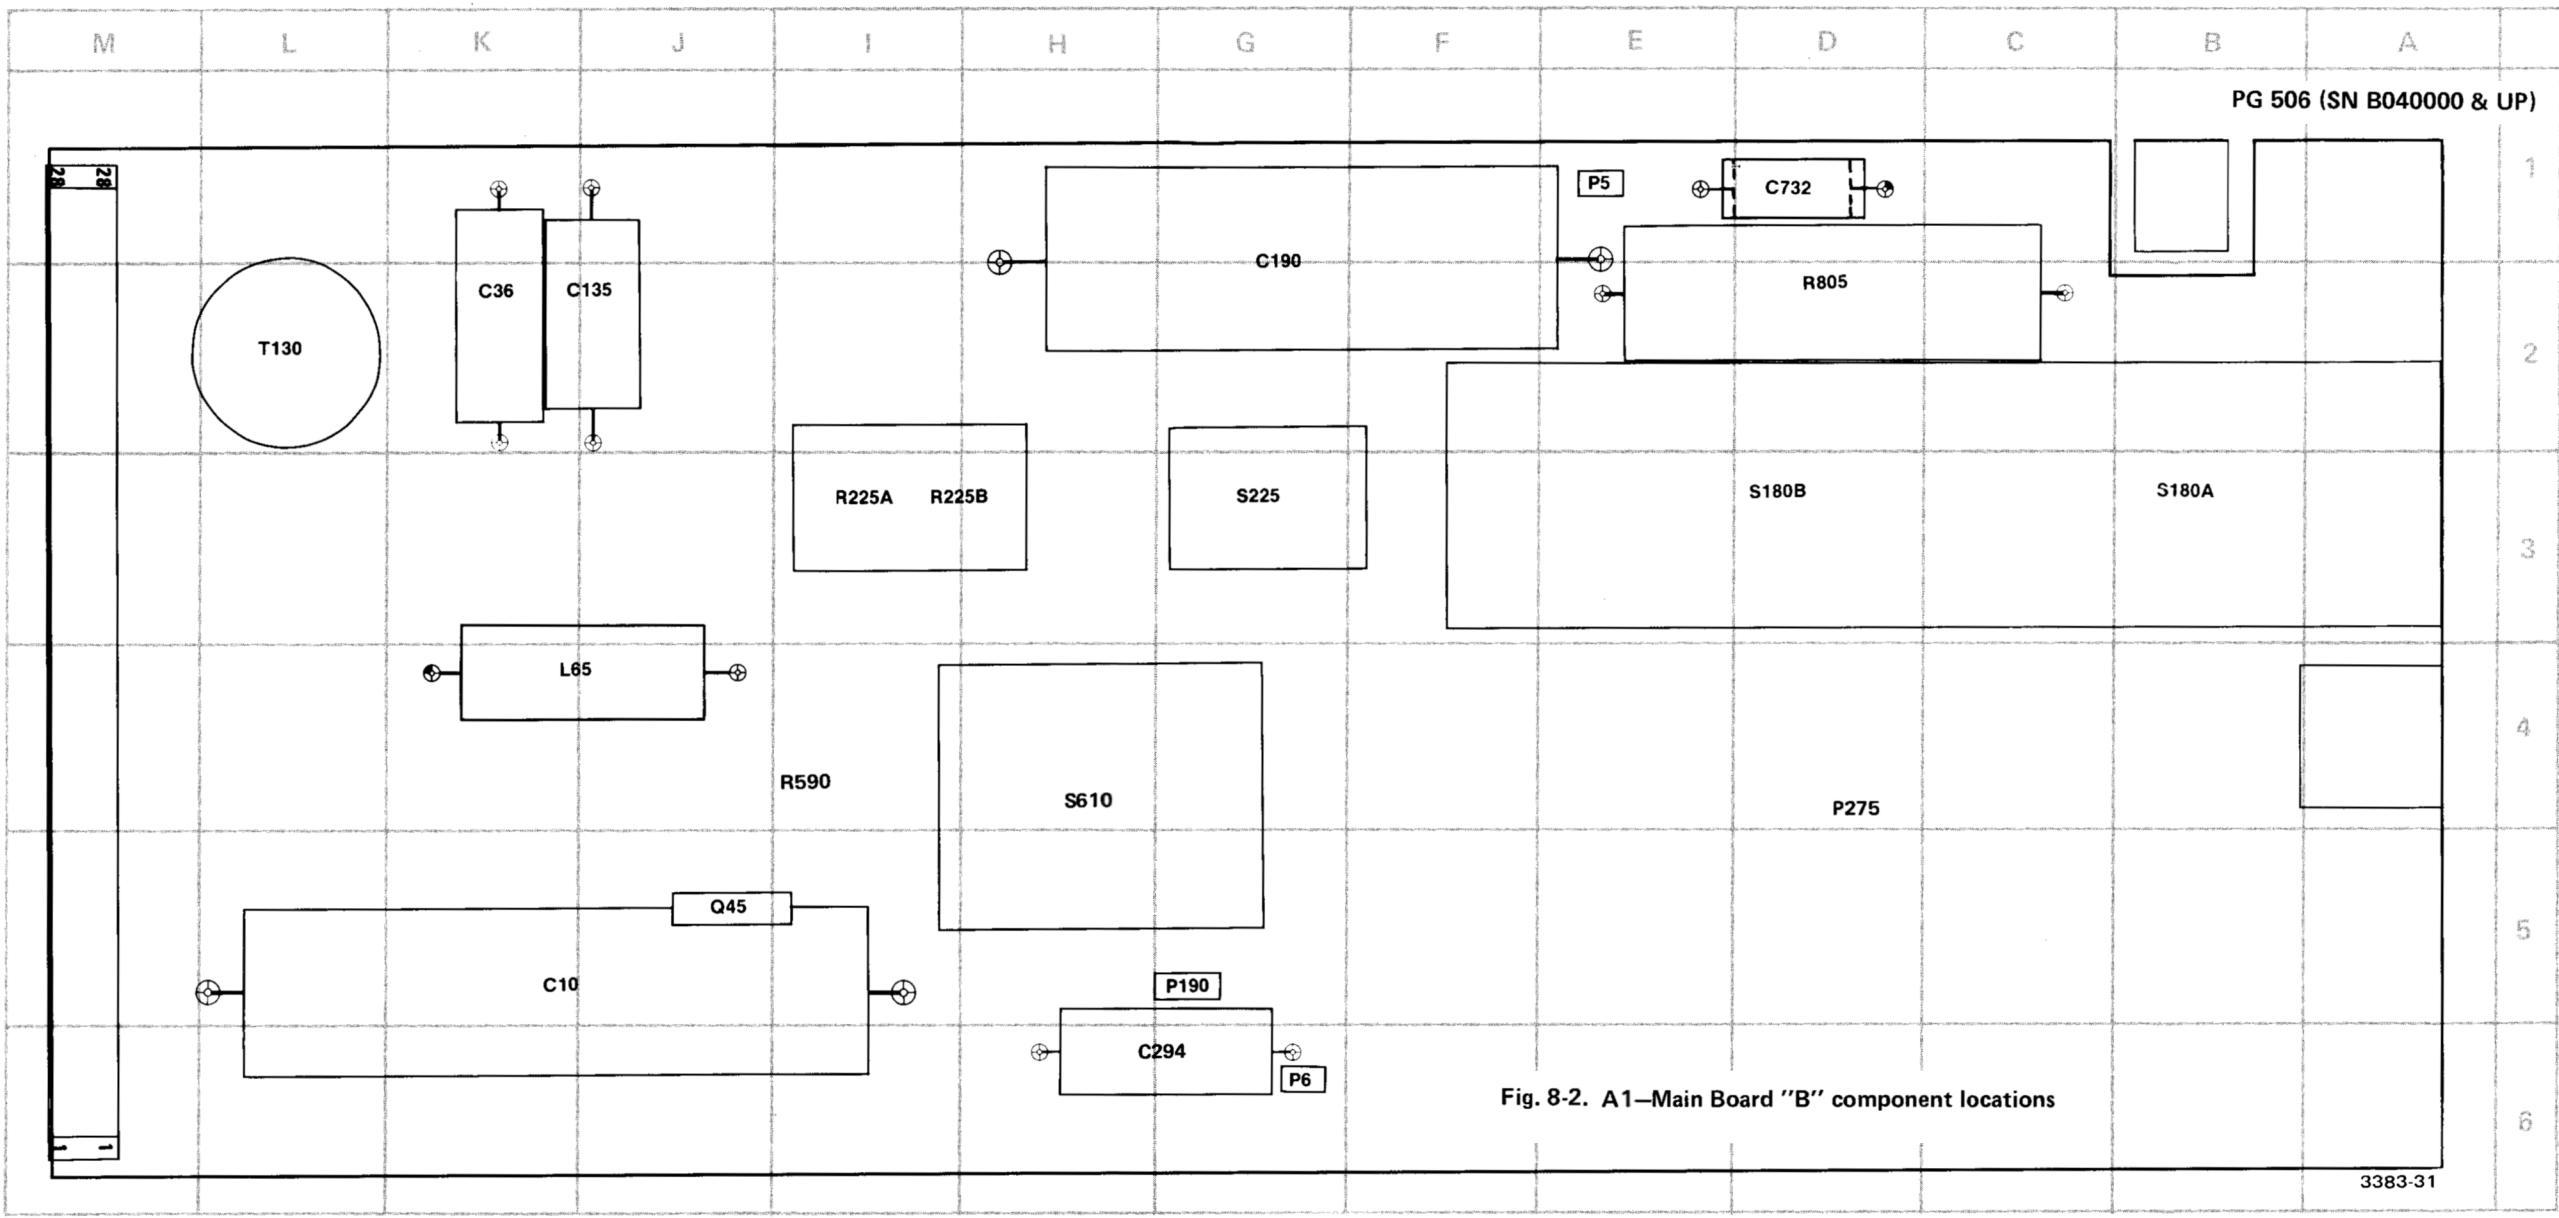 M L K J I H G F E D C B A
PG 506 (SN B040000 & UP)
28 28
P5
C732
1
C190
R805
C36
C135
T130
2
R225A R225B
S225
S180B
S180A
3
L65
4
R590
S610
P275
Q45
5
C10
P190
C294
P6
Fig. 8-2. A1—Main Board "B" component locations
6
1 1
3383-31